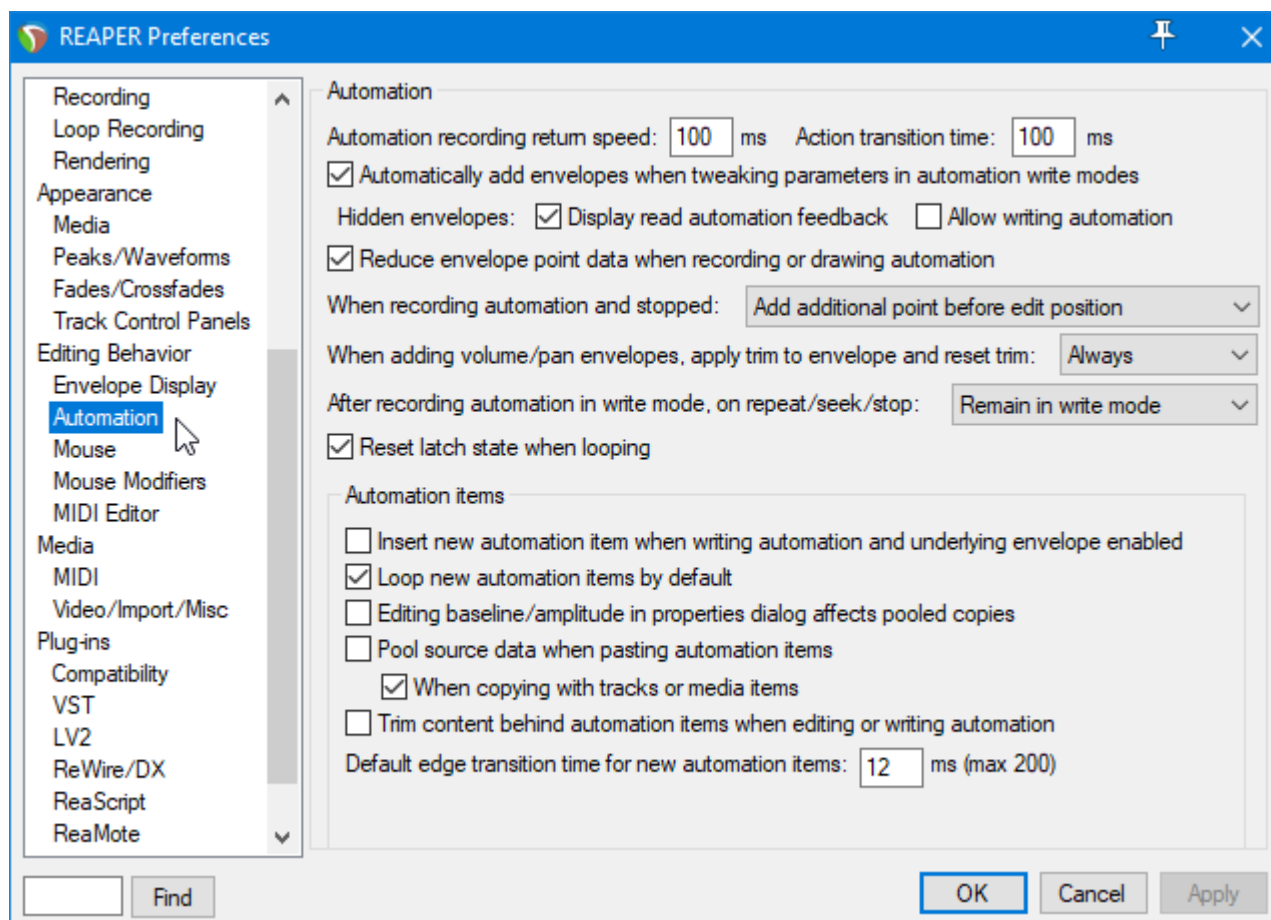 REAPER Preferences
Recording
Loop Recording
Rendering
Appearance
Media
Peaks/Waveforms
Fades/Crossfades
Track Control Panels
Editing Behavior
Envelope Display
Automation
Mouse
Mouse Modifiers
MIDI Editor
Media
MIDI
Video/Import/Misc
Plug-ins
Compatibility
VST
LV2
ReWire/DX
ReaScript
ReaMote
Find
Automation
Automation recording return speed: 100 ms Action transition time: 100 ms
Automatically add envelopes when tweaking parameters in automation write modes
Hidden envelopes: Display read automation feedback Allow writing automation
Reduce envelope point data when recording or drawing automation
When recording automation and stopped: Add additional point before edit position
When adding volume/pan envelopes, apply trim to envelope and reset trim: Always
After recording automation in write mode, on repeat/seek/stop: Remain in write mode
Reset latch state when looping
Automation items
Insert new automation item when writing automation and underlying envelope enabled
Loop new automation items by default
Editing baseline/amplitude in properties dialog affects pooled copies
Pool source data when pasting automation items
When copying with tracks or media items
Trim content behind automation items when editing or writing automation
Default edge transition time for new automation items: 12 ms (max 200)
OK Cancel Apply